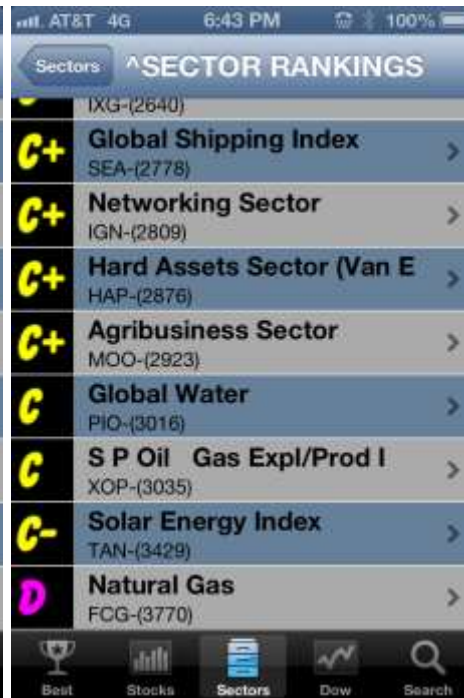 AT&T 4G 6:43 PM 100%
Sectors ^SECTOR RANKINGS
IXG-(2640)
C+ Global Shipping Index
SEA-(2778)
C+ Networking Sector
IGN-(2809)
C+ Hard Assets Sector (Van E
HAP-(2876)
C+ Agribusiness Sector
MOO-(2923)
C Global Water
PIO-(3016)
C S P Oil Gas Expl/Prod I
XOP-(3035)
C- Solar Energy Index
TAN-(3429)
D Natural Gas
FCG-(3770)
Best Stocks Sectors Dow Search